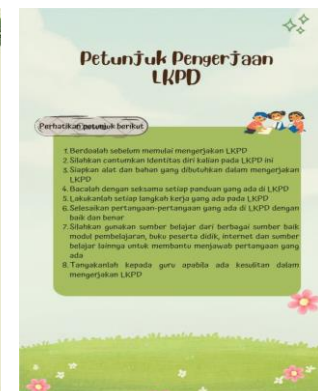 Petunjuk Pengerjaan
LKPD
Perhatikan petunjuk berikut
1. Berdoalah sebelum memulai mengerjakan LKPD
2. Silahkan cantumkan Identitas diri kalian pada LKPD ini
3. Siapkan alat dan bahan yang dibutuhkan dalam mengerjakan
LKPD
4. Bacalah dengan seksama setiap panduan yang ada di LKPD
5. Lakukanlah setiap langkah kerja yang ada pada LKPD
6. Selesaikan pertanyaan-pertanyaan yang ada di LKPD dengan
baik dan benar
7. Silahkan gunakan sumber belajar dari berbagai sumber baik
modul pembelajaran, buku peserta didik, internet dan sumber
belajar lainnya untuk membantu menjawab pertanyaan yang
ada
8. Tanyakanlah kepada guru apabila ada kesulitan dalam
mengerjakan LKPD